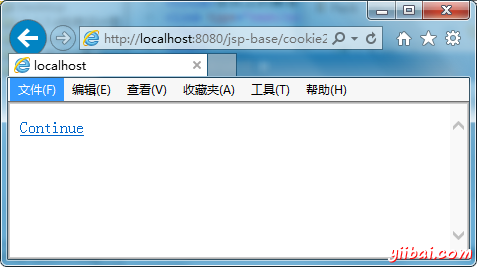 http://localhost:8080/jsp-base/cookie2
localhost
文件(F) 编辑(E) 查看(V) 收藏夹(A) 工具(T) 帮助(H)
Continue
yiibai.com